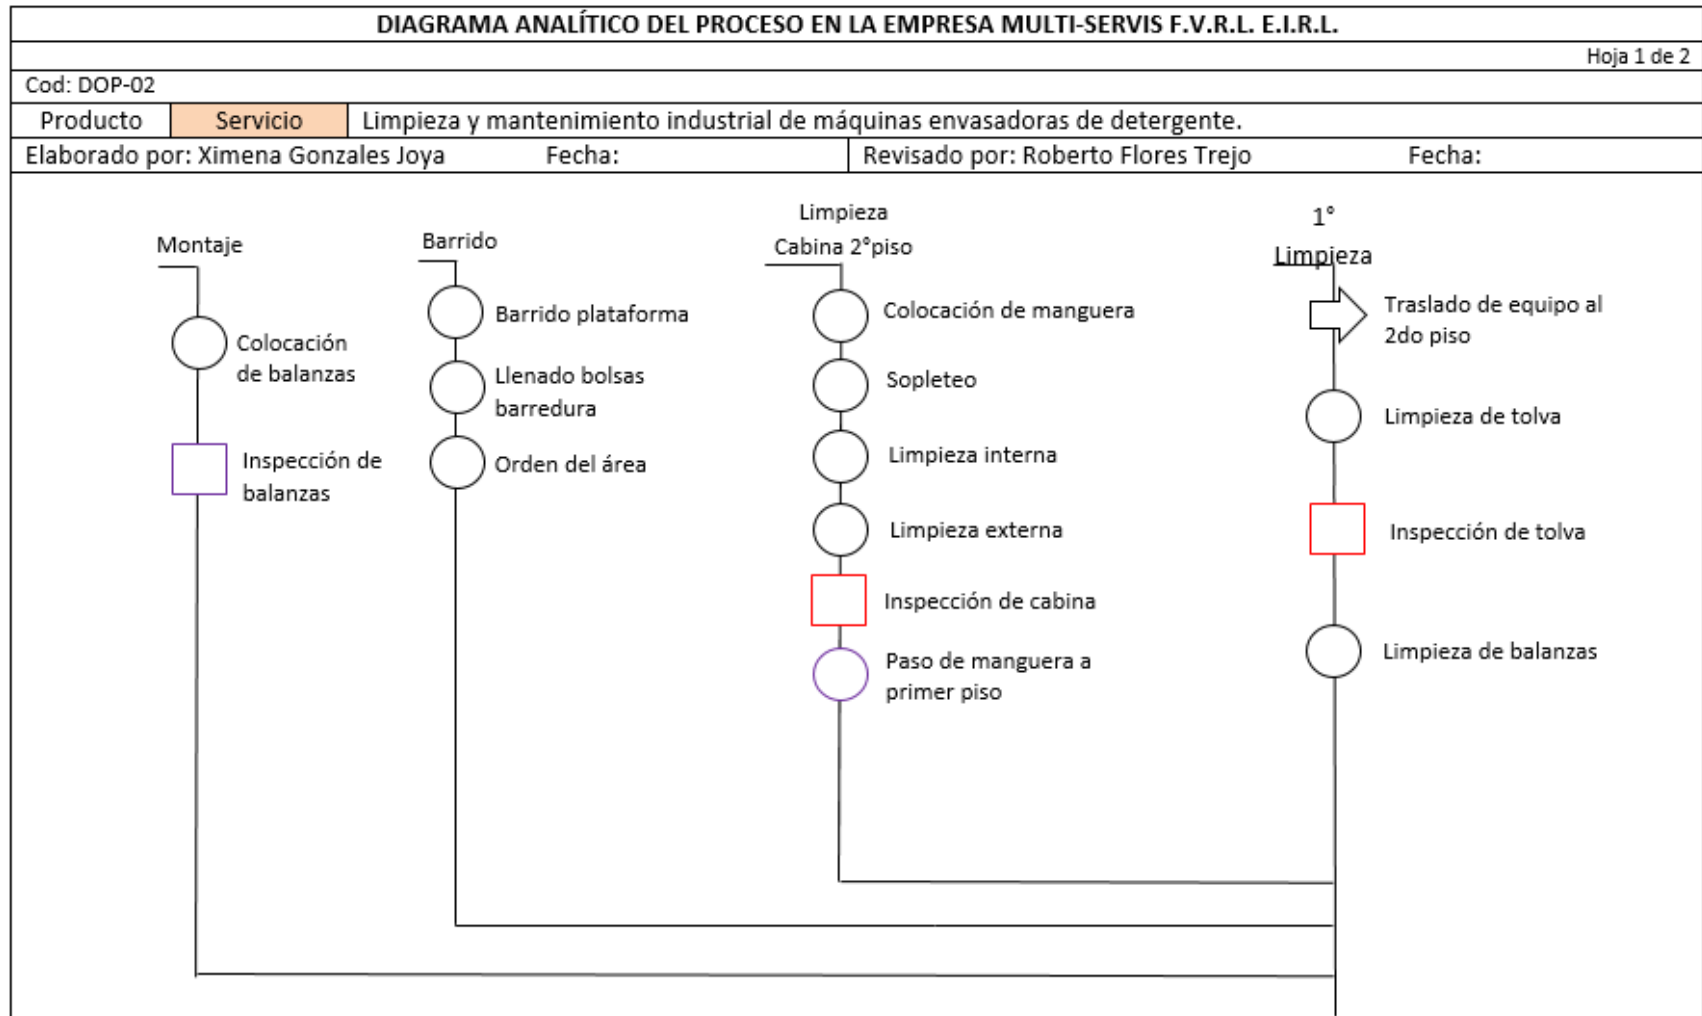 DIAGRAMA ANALÍTICO DEL PROCESO EN LA EMPRESA MULTI-SERVIS F.V.R.L. E.I.R.L.
Hoja 1 de 2
Cod: DOP-02
Producto Servicio Limpieza y mantenimiento industrial de máquinas envasadoras de detergente.
Elaborado por: Ximena Gonzales Joya Fecha: Revisado por: Roberto Flores Trejo Fecha:
Montaje
Colocación
de balanzas
Inspección de
balanzas
Barrido
Barrido plataforma
Llenado bolsas
barredura
Orden del área
Limpieza
Cabina 2°piso
Colocación de manguera
Sopleteo
Limpieza interna
Limpieza externa
Inspección de cabina
Paso de manguera a
primer piso
1°
Limpieza
Traslado de equipo al
2do piso
Limpieza de tolva
Inspección de tolva
Limpieza de balanzas